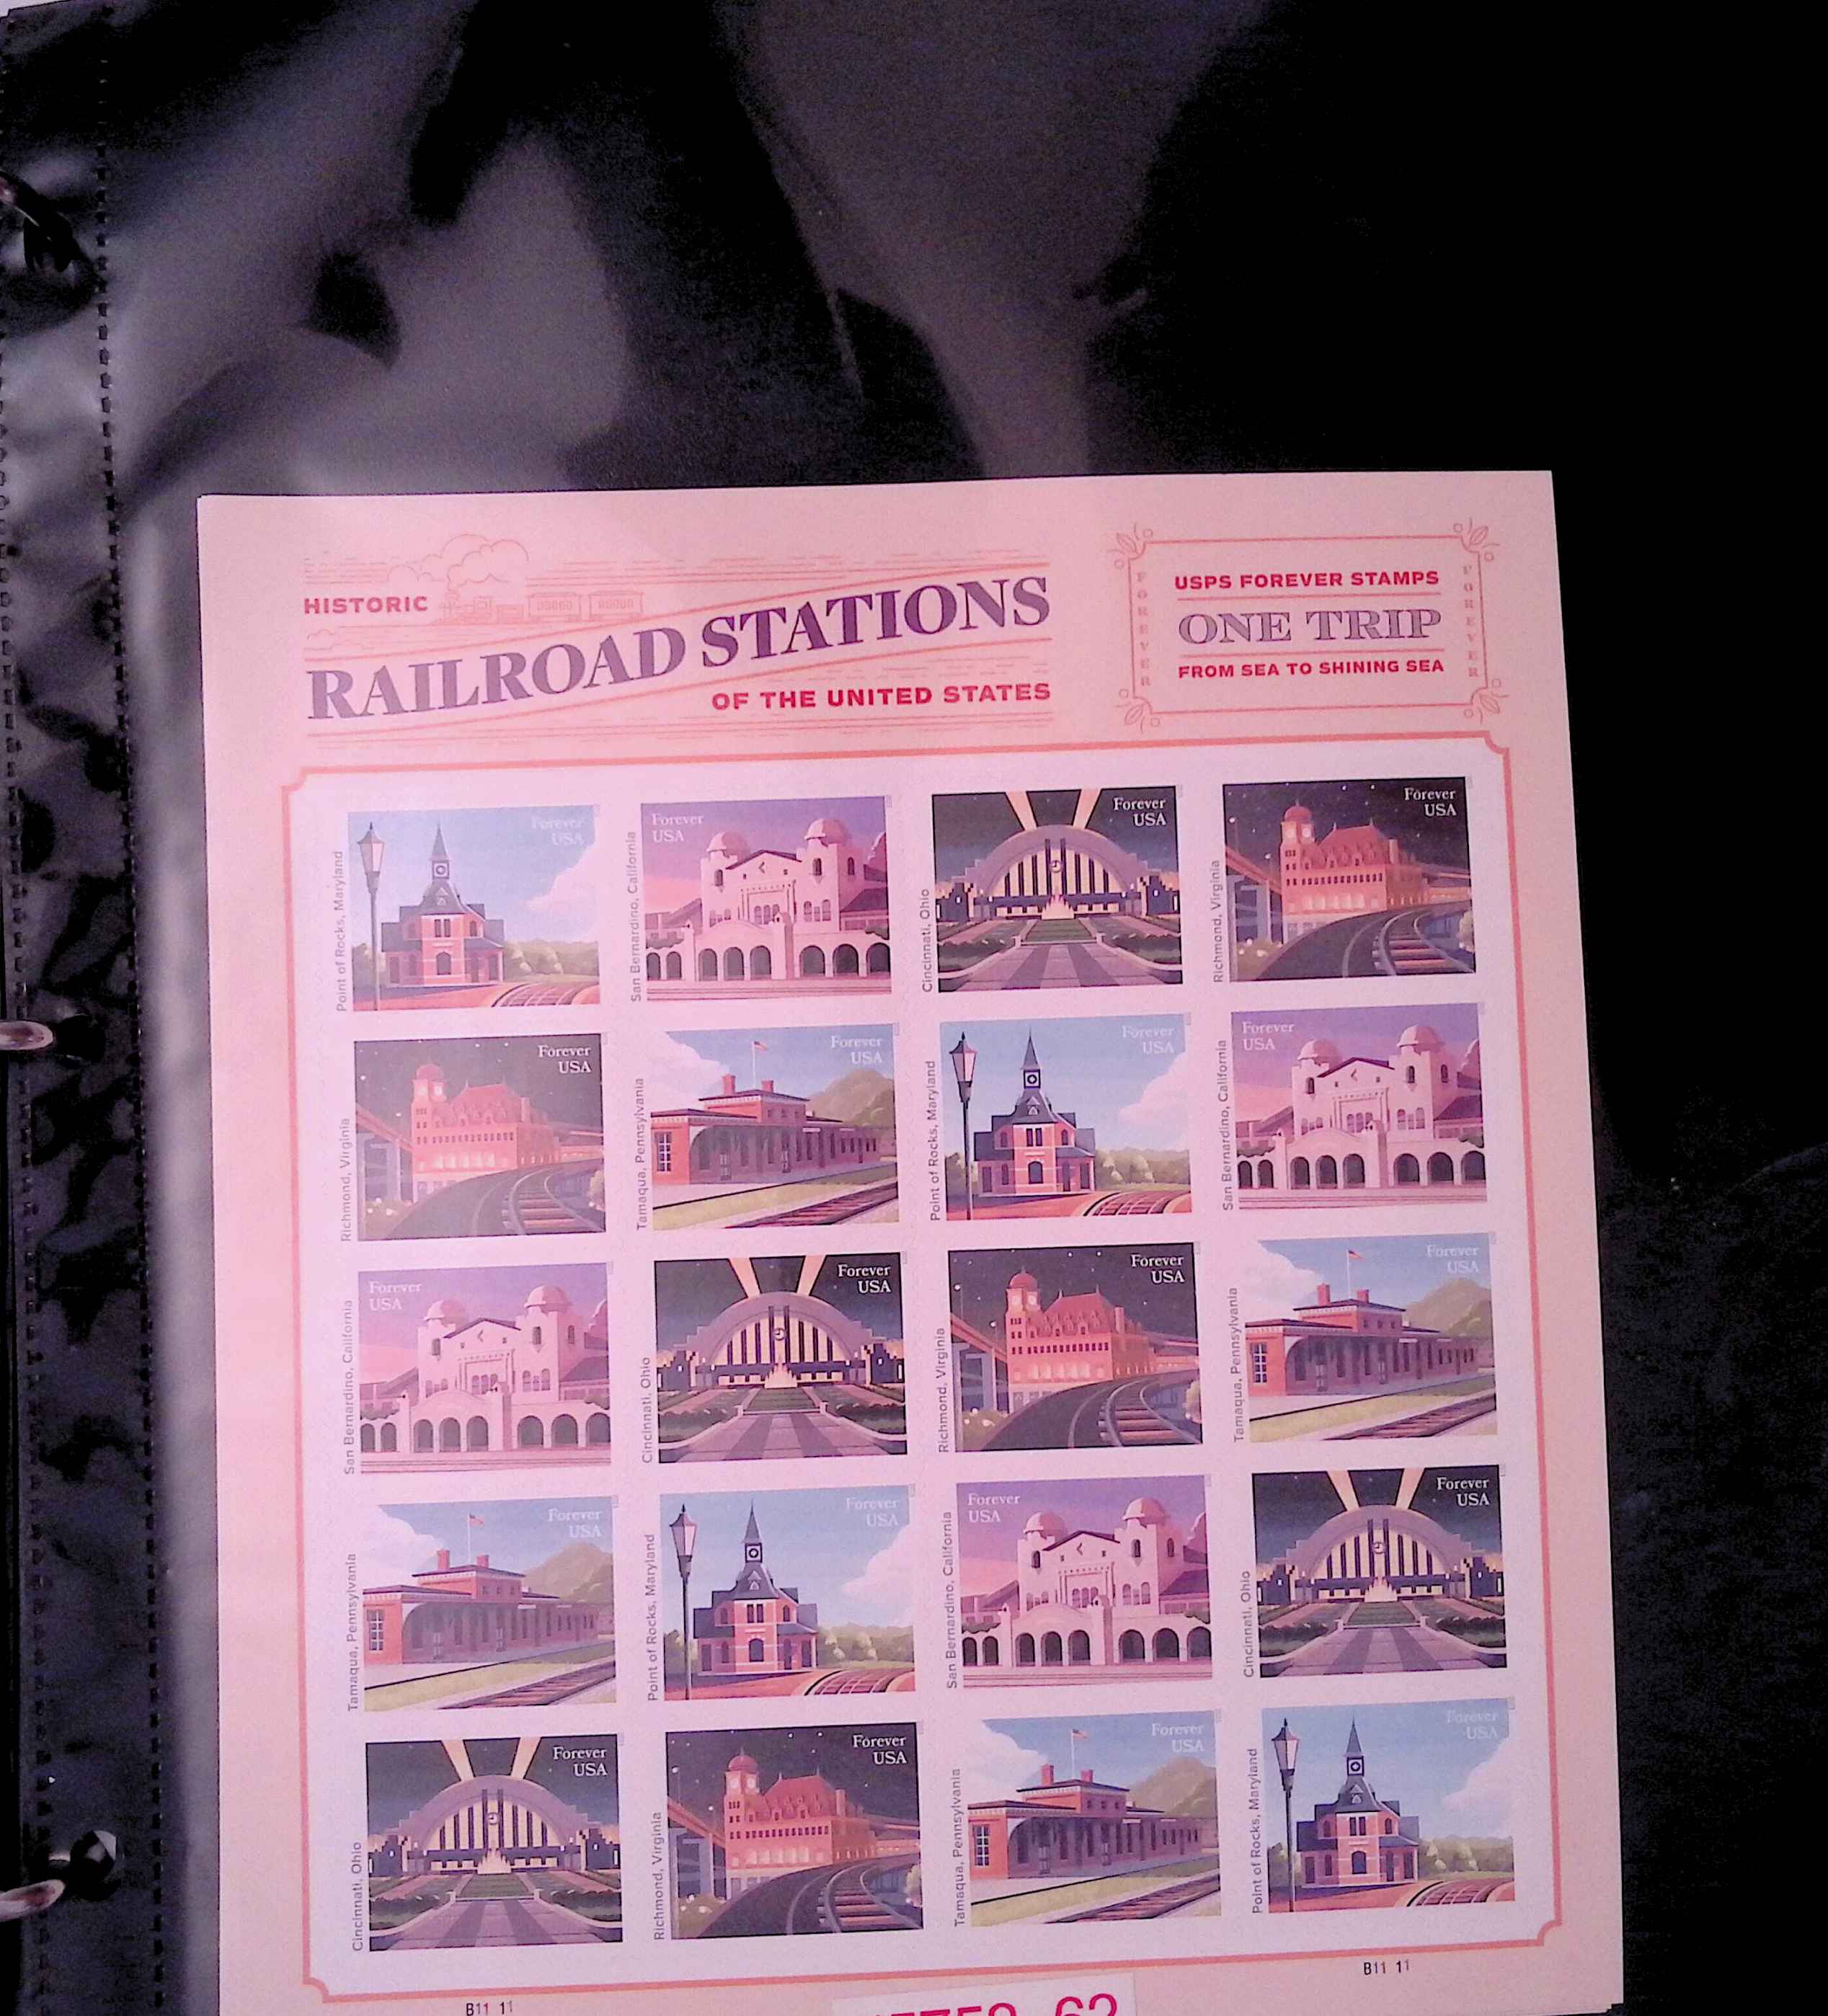 HISTORIC
RAILROAD STATIONS
OF THE UNITED STATES
FOREVER
USPS FOREVER STAMPS
ONE TRIP
FROM SEA TO SHINING SEA
FOREVER
Point of Rocks, Maryland
Forever
USA
San Bernardino, California
Forever
USA
Cincinnati, Ohio
Forever
USA
Richmond, Virginia
Forever
USA
Richmond, Virginia
Forever
USA
Tamaqua, Pennsylvania
Forever
USA
Point of Rocks, Maryland
Forever
USA
San Bernardino, California
Forever
USA
San Bernardino, California
Forever
USA
Cincinnati, Ohio
Forever
USA
Richmond, Virginia
Forever
USA
Tamaqua, Pennsylvania
Forever
USA
Tamaqua, Pennsylvania
Forever
USA
Point of Rocks, Maryland
Forever
USA
San Bernardino, California
Forever
USA
Cincinnati, Ohio
Forever
USA
Cincinnati, Ohio
Forever
USA
Richmond, Virginia
Forever
USA
Tamaqua, Pennsylvania
Forever
USA
Point of Rocks, Maryland
Forever
USA
B11 11
B11 11